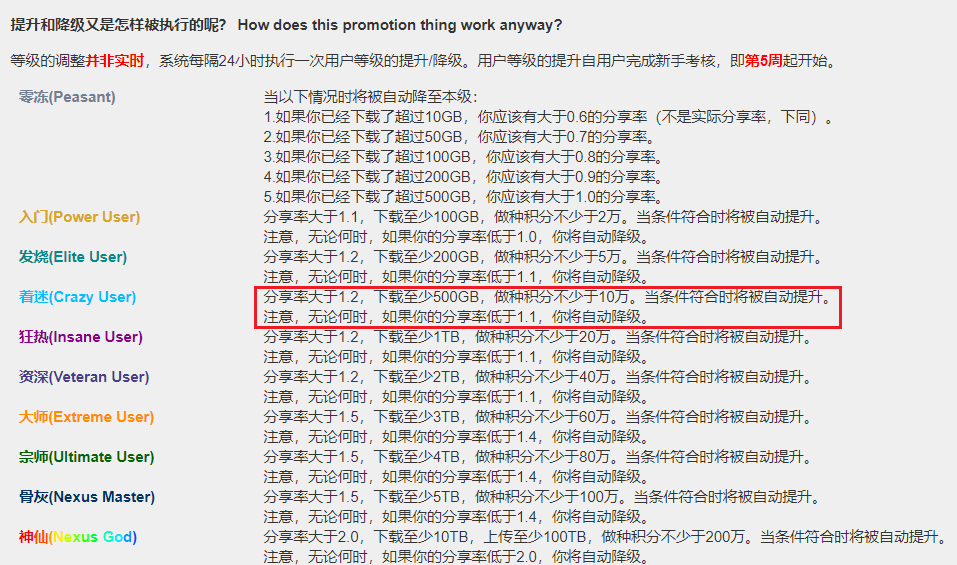 提升和降级又是怎样被执行的呢? How does this promotion thing work anyway?
等级的调整并非实时，系统每隔24小时执行一次用户等级的提升/降级。用户等级的提升自用户完成新手考核，即第5周起开始。
零冻(Peasant) 当以下情况时将被自动降至本级：
1.如果你已经下载了超过10GB，你应该有大于0.6的分享率（不是实际分享率，下同）。
2.如果你已经下载了超过50GB，你应该有大于0.7的分享率。
3.如果你已经下载了超过100GB，你应该有大于0.8的分享率。
4.如果你已经下载了超过200GB，你应该有大于0.9的分享率。
5.如果你已经下载了超过500GB，你应该有大于1.0的分享率。
入门(Power User) 分享率大于1.1，下载至少100GB，做种积分不少于2万。当条件符合时将被自动提升。
注意，无论何时，如果你的分享率低于1.0，你将自动降级。
发烧(Elite User) 分享率大于1.2，下载至少200GB，做种积分不少于5万。当条件符合时将被自动提升。
注意，无论何时，如果你的分享率低于1.1，你将自动降级。
着迷(Crazy User) 分享率大于1.2，下载至少500GB，做种积分不少于10万。当条件符合时将被自动提升。
注意，无论何时，如果你的分享率低于1.1，你将自动降级。
狂热(Insane User) 分享率大于1.2，下载至少1TB，做种积分不少于20万。当条件符合时将被自动提升。
注意，无论何时，如果你的分享率低于1.1，你将自动降级。
资深(Veteran User) 分享率大于1.2，下载至少2TB，做种积分不少于40万。当条件符合时将被自动提升。
注意，无论何时，如果你的分享率低于1.1，你将自动降级。
大师(Extreme User) 分享率大于1.5，下载至少3TB，做种积分不少于60万。当条件符合时将被自动提升。
注意，无论何时，如果你的分享率低于1.4，你将自动降级。
宗师(Ultimate User) 分享率大于1.5，下载至少4TB，做种积分不少于80万。当条件符合时将被自动提升。
注意，无论何时，如果你的分享率低于1.4，你将自动降级。
骨灰(Nexus Master) 分享率大于1.5，下载至少5TB，做种积分不少于100万。当条件符合时将被自动提升。
注意，无论何时，如果你的分享率低于1.4，你将自动降级。
神仙(Nexus God) 分享率大于2.0，下载至少10TB，上传至少100TB，做种积分不少于200万。当条件符合时将被自动提升。
注意，无论何时，如果你的分享率低于2.0，你将自动降级。